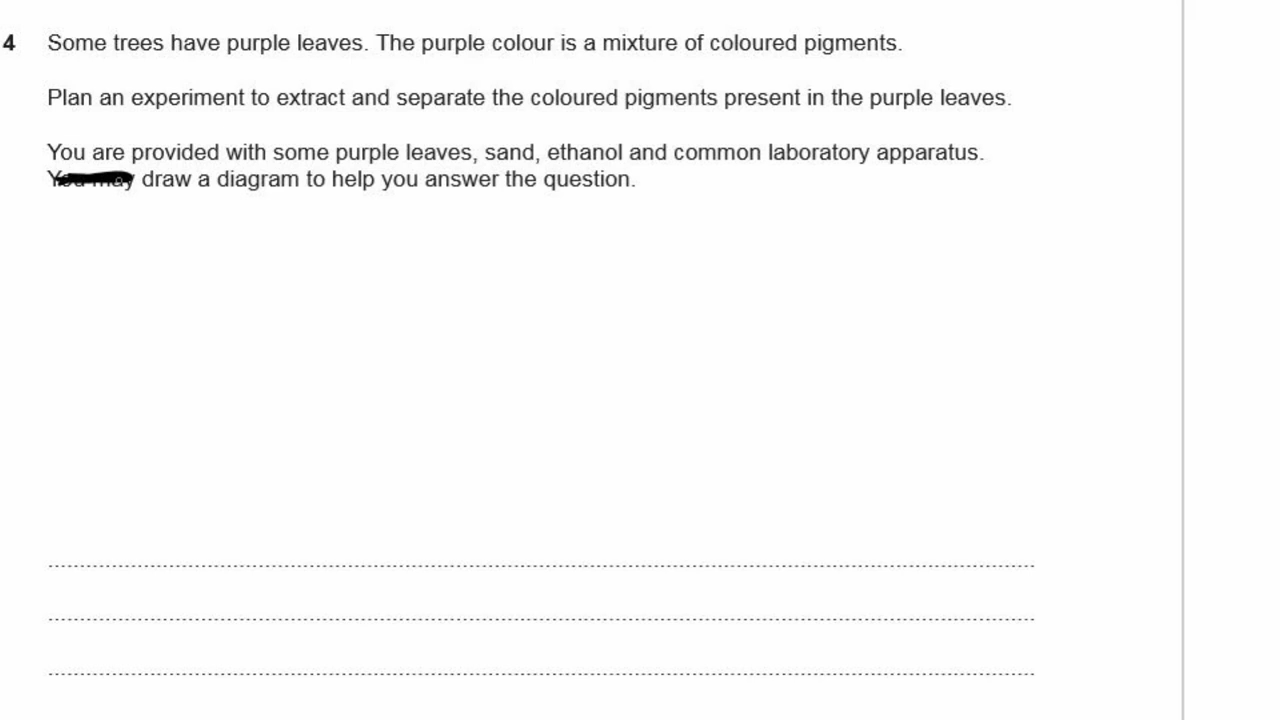 4 Some trees have purple leaves. The purple colour is a mixture of coloured pigments.
Plan an experiment to extract and separate the coloured pigments present in the purple leaves.
You are provided with some purple leaves, sand, ethanol and common laboratory apparatus.
draw a diagram to help you answer the question.